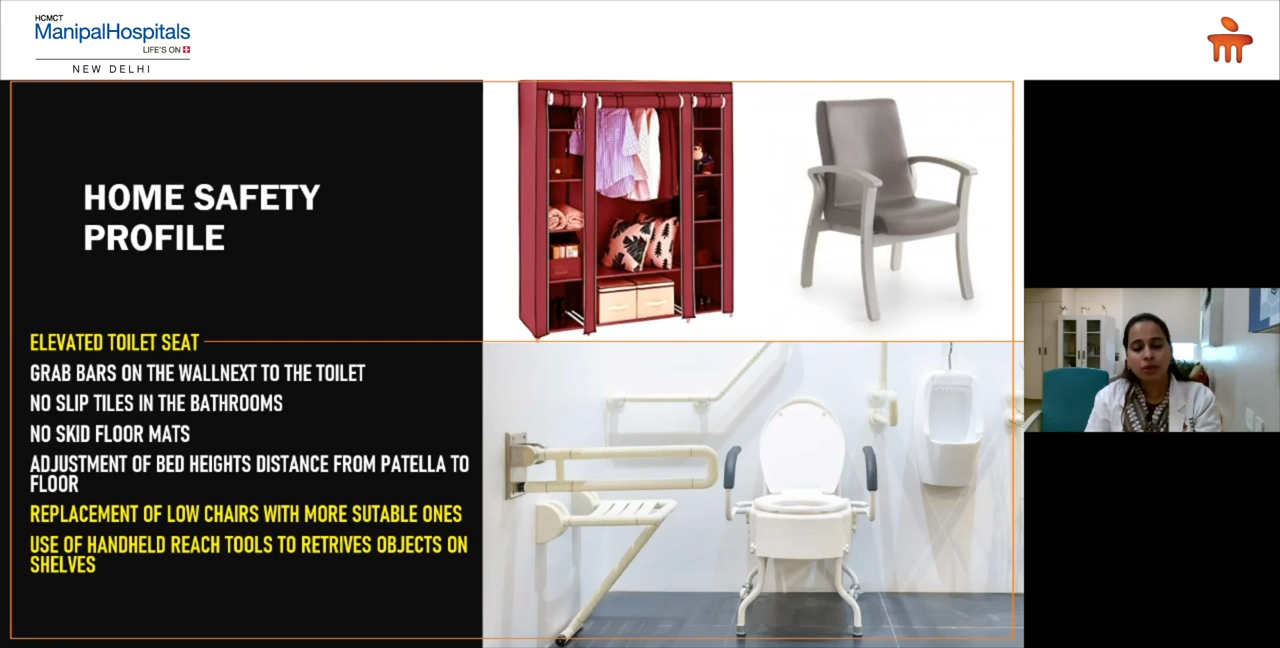 HCMCT
ManipalHospitals
LIFE'S ON
NEW DELHI
HOME SAFETY
PROFILE
ELEVATED TOILET SEAT
GRAB BARS ON THE WALLNEXT TO THE TOILET
NO SLIP TILES IN THE BATHROOMS
NO SKID FLOOR MATS
ADJUSTMENT OF BED HEIGHTS DISTANCE FROM PATELLA TO
FLOOR
REPLACEMENT OF LOW CHAIRS WITH MORE SUTABLE ONES
USE OF HANDHELD REACH TOOLS TO RETRIVES OBJECTS ON
SHELVES